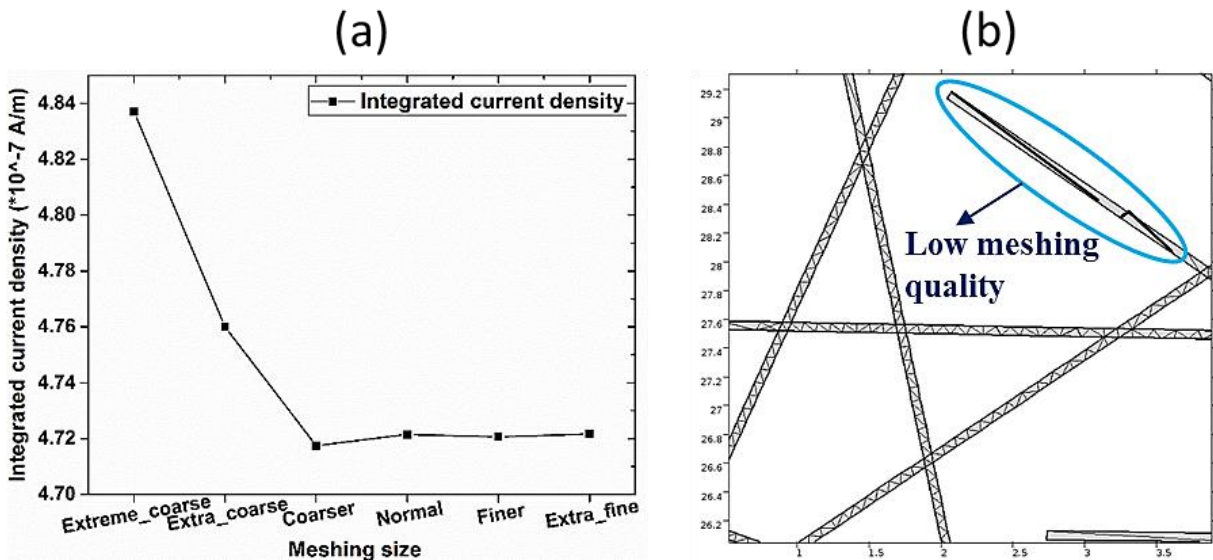 (a)
(b)
Integrated current density (*10^-7 A/m)
4.84
4.82
4.80
4.78
4.76
4.74
4.72
4.70
Integrated current density
Extreme_coarse
Extra_coarse
Coarser
Normal
Finer
Extra_fine
Meshing size
29.2
29
28.8
28.6
28.4
28.2
28
27.8
27.6
27.4
27.2
27
26.8
26.6
26.4
26.2
Low meshing
quality
1
1.5
2
2.5
3
3.5